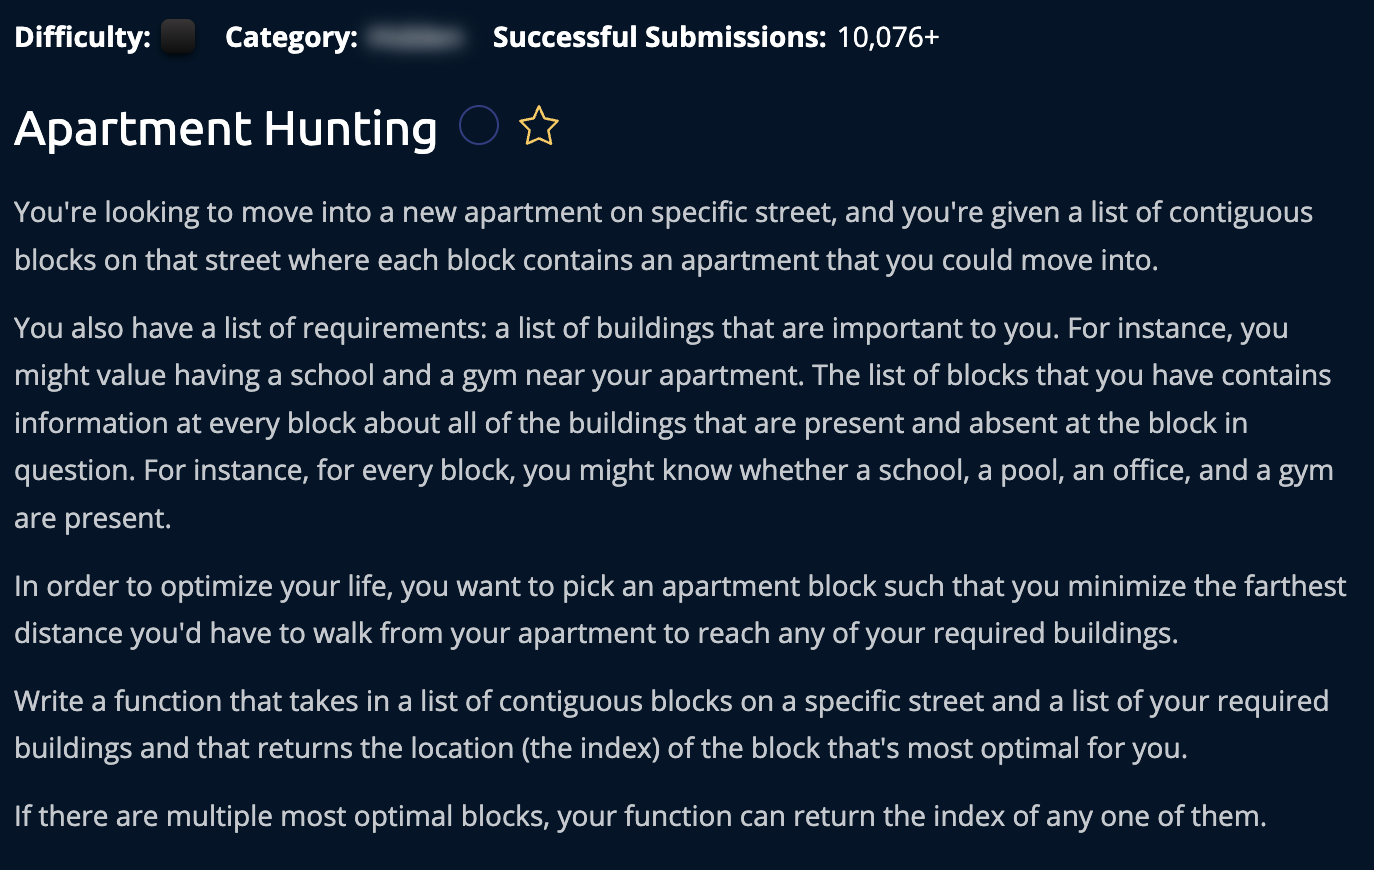 Difficulty: Category: Successful Submissions: 10,076+
Apartment Hunting
You're looking to move into a new apartment on specific street, and you're given a list of contiguous
blocks on that street where each block contains an apartment that you could move into.
You also have a list of requirements: a list of buildings that are important to you. For instance, you
might value having a school and a gym near your apartment. The list of blocks that you have contains
information at every block about all of the buildings that are present and absent at the block in
question. For instance, for every block, you might know whether a school, a pool, an office, and a gym
are present.
In order to optimize your life, you want to pick an apartment block such that you minimize the farthest
distance you'd have to walk from your apartment to reach any of your required buildings.
Write a function that takes in a list of contiguous blocks on a specific street and a list of your required
buildings and that returns the location (the index) of the block that's most optimal for you.
If there are multiple most optimal blocks, your function can return the index of any one of them.